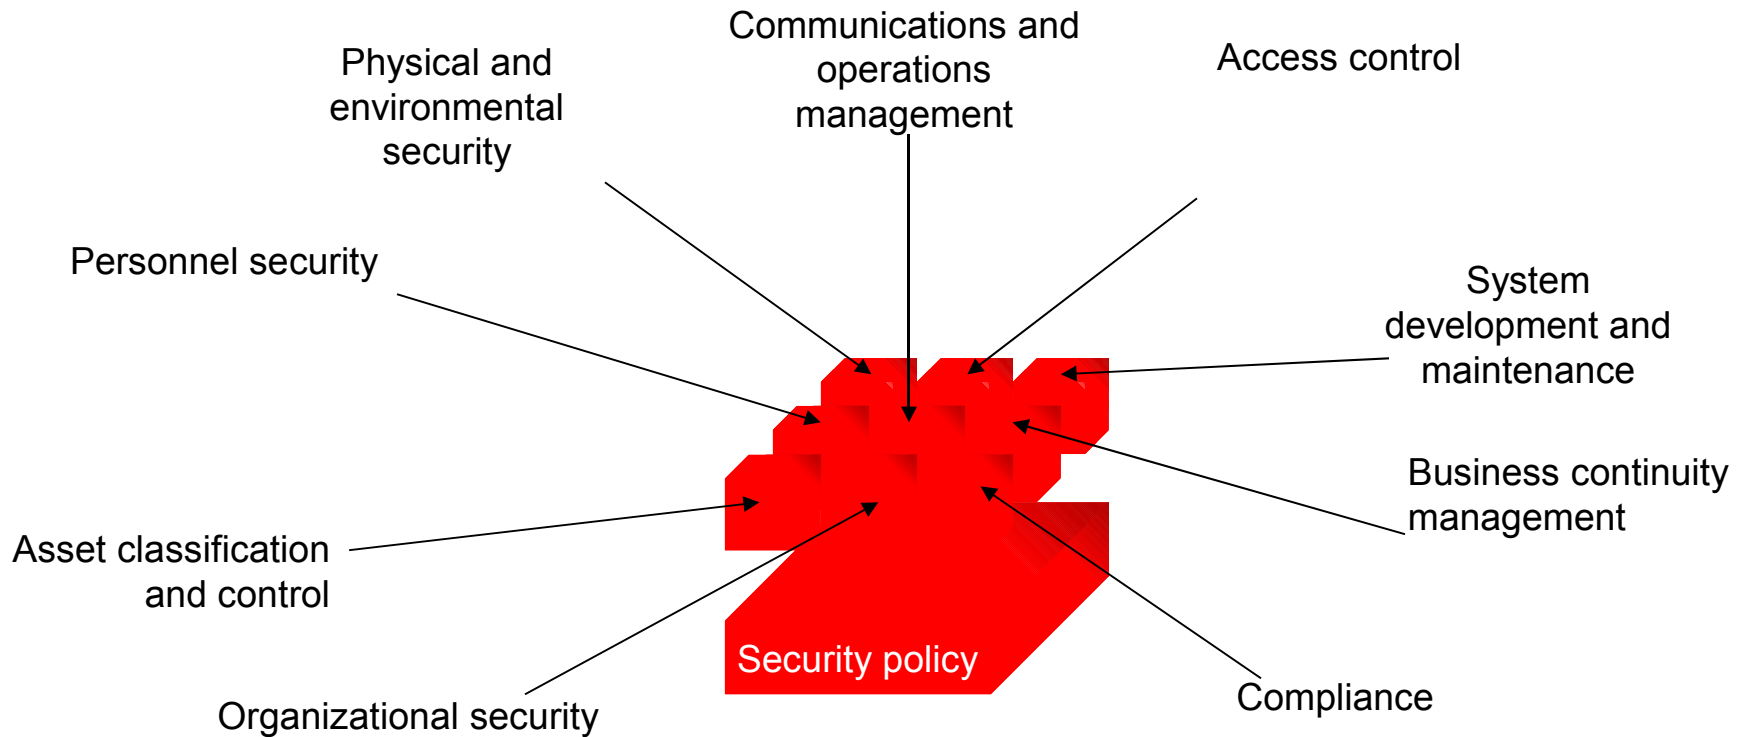 Communications and
operations
management
Physical and
environmental
security
Access control
Personnel security
System
development and
maintenance
Business continuity
management
Asset classification
and control
Security policy
Organizational security
Compliance